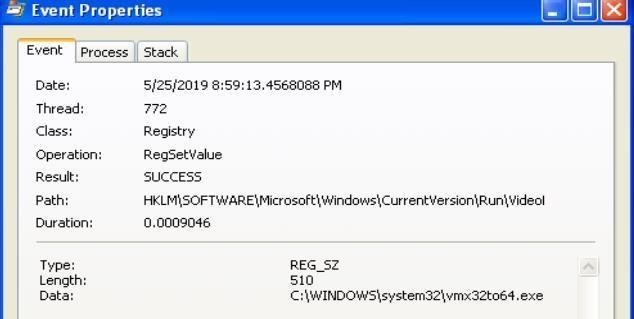 Event Properties
Event Process Stack
Date: 5/25/2019 8:59:13.4568088 PM
Thread: 772
Class: Registry
Operation: RegSetValue
Result: SUCCESS
Path: HKLM\SOFTWARE\Microsoft\Windows\CurrentVersion\Run\VideoI
Duration: 0.0009046
Type: REG_SZ
Length: 510
Data: C:\WINDOWS\system32\vmx32to64.exe